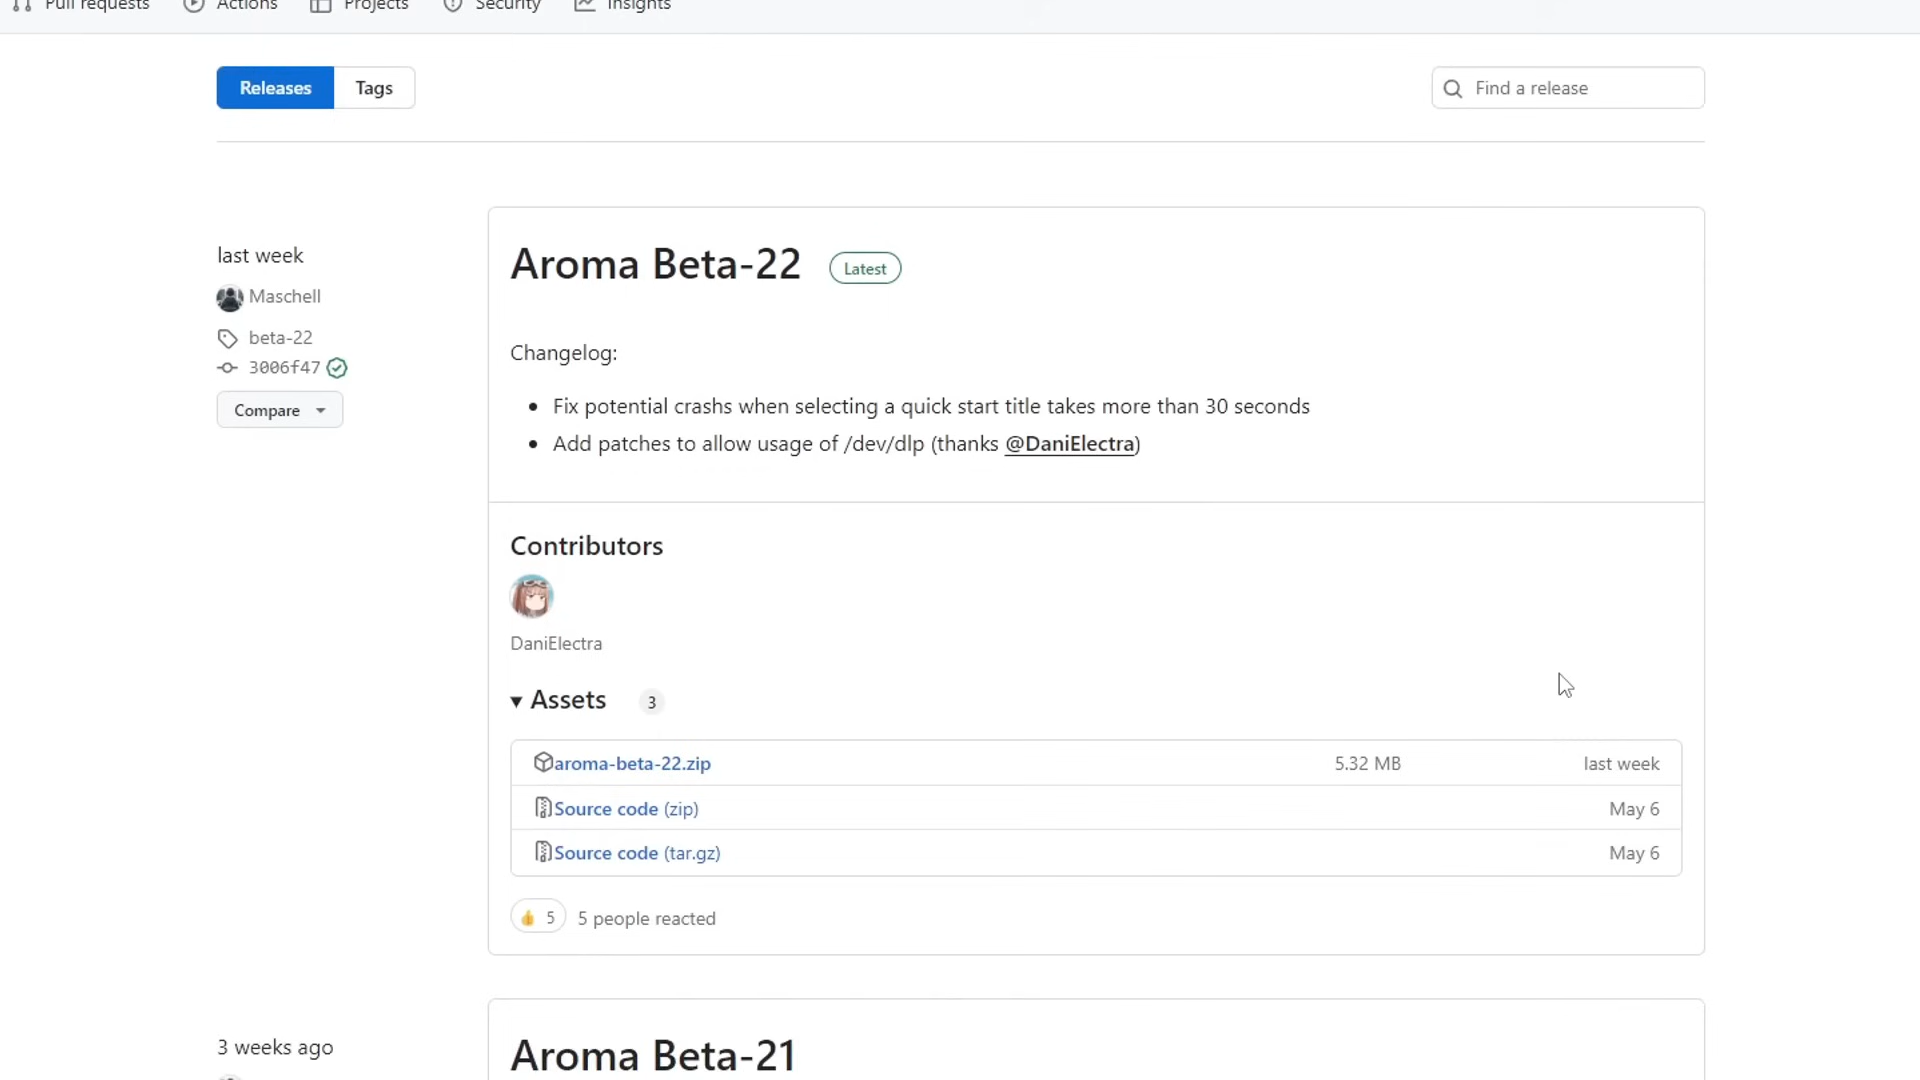 Pull requests Actions Projects Security Insights
Releases Tags Find a release
last week
Maschell
beta-22
3006f47
Compare
Aroma Beta-22 Latest
Changelog:
Fix potential crashs when selecting a quick start title takes more than 30 seconds
Add patches to allow usage of /dev/dlp (thanks @DaniElectra)
Contributors
DaniElectra
Assets 3
aroma-beta-22.zip 5.32 MB last week
Source code (zip) May 6
Source code (tar.gz) May 6
5 5 people reacted
3 weeks ago
Aroma Beta-21